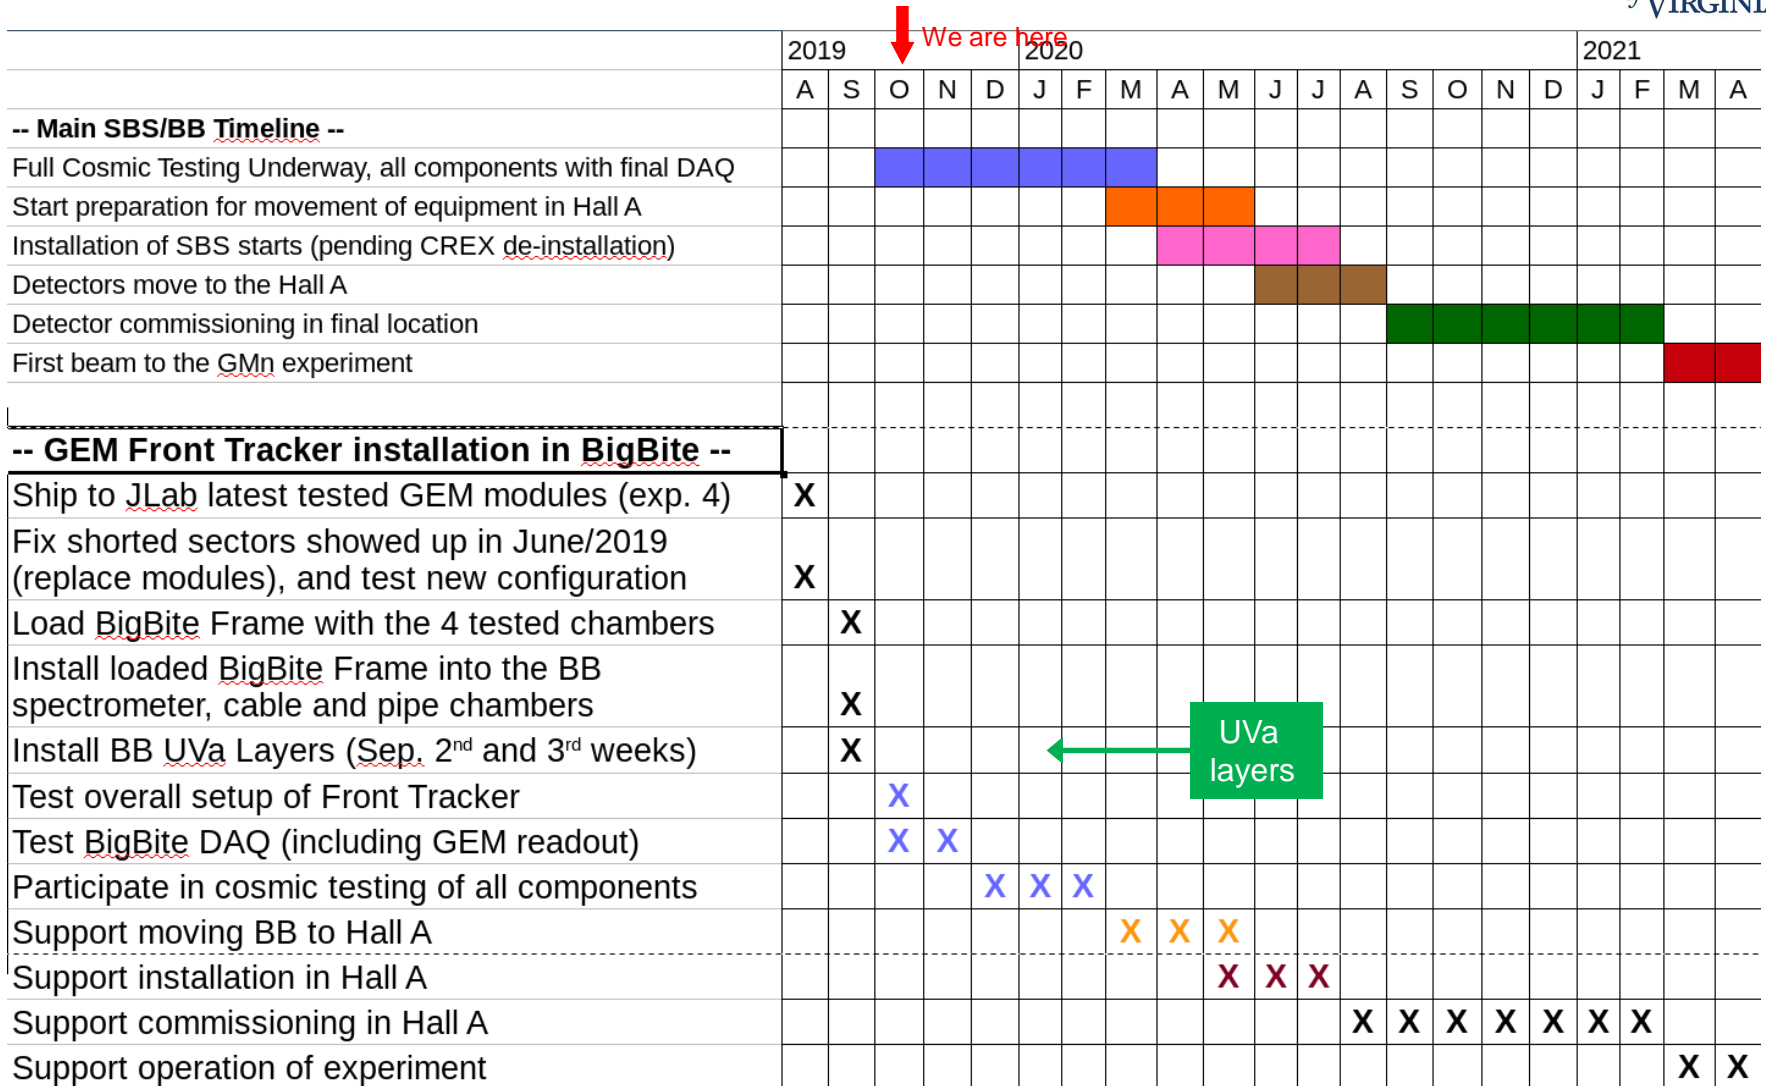 VIRGINIA
We are here
2019 2020 2021
A S O N D J F M A M J J A S O N D J F M A
-- Main SBS/BB Timeline --
Full Cosmic Testing Underway, all components with final DAQ
Start preparation for movement of equipment in Hall A
Installation of SBS starts (pending CREX de-installation)
Detectors move to the Hall A
Detector commissioning in final location
First beam to the GMn experiment
-- GEM Front Tracker installation in BigBite --
Ship to JLab latest tested GEM modules (exp. 4) X
Fix shorted sectors showed up in June/2019
(replace modules), and test new configuration X
Load BigBite Frame with the 4 tested chambers X
Install loaded BigBite Frame into the BB
spectrometer, cable and pipe chambers X
Install BB UVa Layers (Sep. 2nd and 3rd weeks) X
UVa
layers
Test overall setup of Front Tracker X
Test BigBite DAQ (including GEM readout) X X
Participate in cosmic testing of all components X X X
Support moving BB to Hall A X X X
Support installation in Hall A X X X
Support commissioning in Hall A X X X X X X X
Support operation of experiment X X